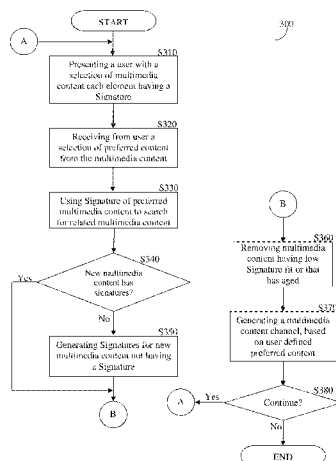 START
300
A
S310
Presenting a user with a
selection of multimedia
content each element having a
Signature
S320
Receiving from user a
selection of preferred content
from the multimedia content
S330
Using Signature of preferred
multimedia content to search
for related multimedia content
S340
New
multimedia
content has
signatures?
Yes
No
S350
Generating Signatures for new
multimedia content not having
a Signature
B
B
S360
Removing multimedia
content having low
Signature fit or that
has aged
S370
Generating a multimedia
content channel, based
on user defined
preferred content
S380
Continue?
Yes
A
No
END